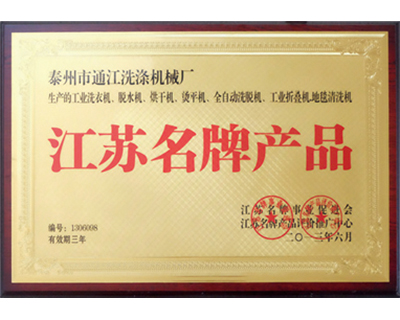 泰州市通江洗涤机械厂
生产的工业洗衣机、脱水机、烘干机、烫平机、全自动洗脱机、工业折叠机,地毯清洗机
江苏名牌产品
江苏名牌事业促进会
江苏名牌产品评价推广中心
编号：1306098
有效期三年
二〇一三年六月